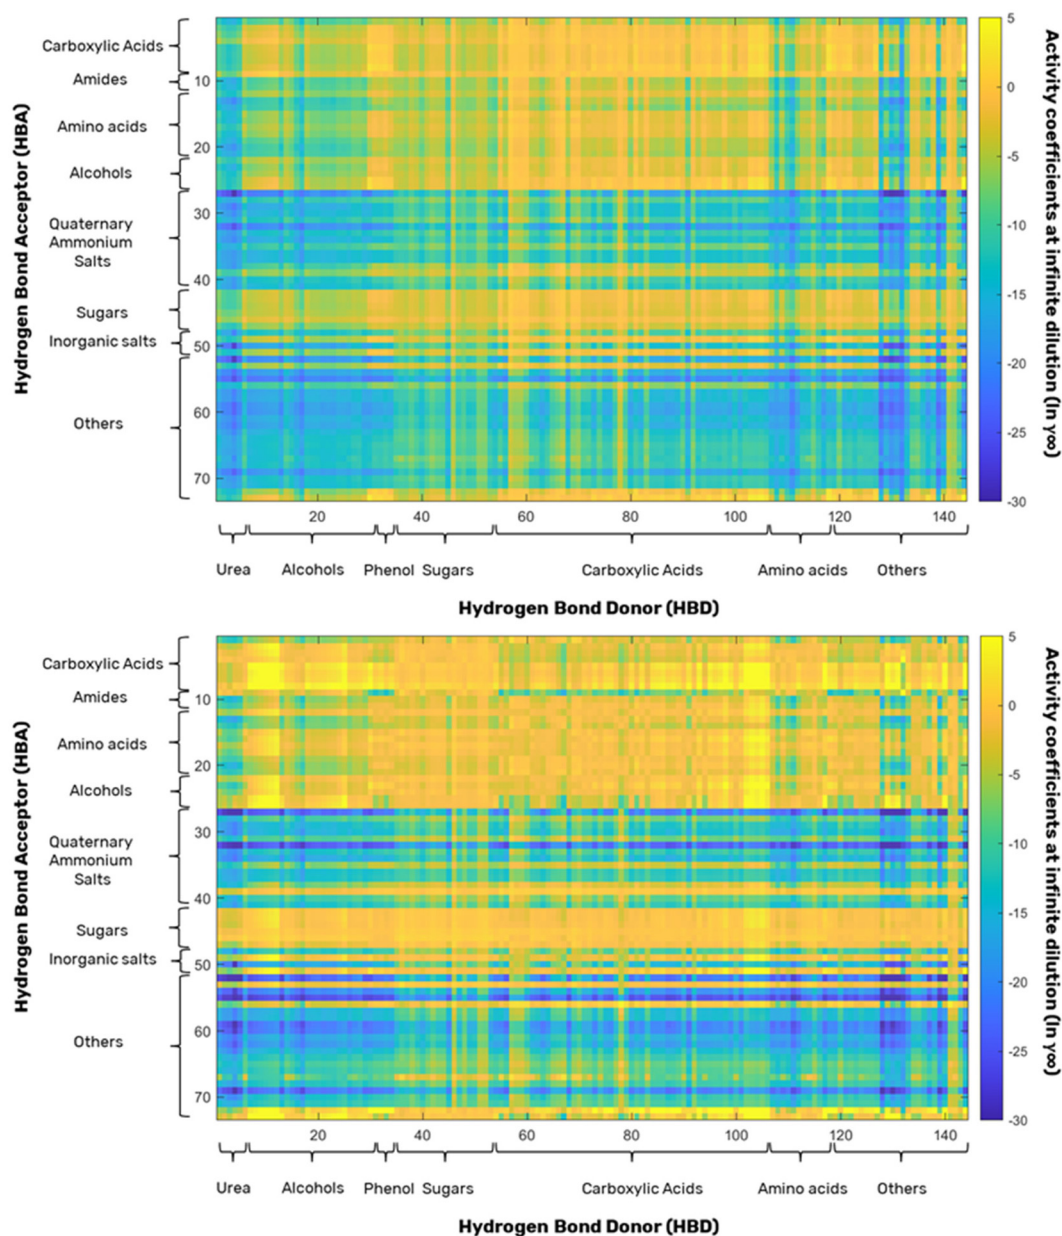 Hydrogen Bond Acceptor (HBA)
Carboxylic Acids
Amides
Amino acids
Alcohols
Quaternary
Ammonium
Salts
Sugars
Inorganic salts
Others
10
20
30
40
50
60
70
20
40
60
80
100
120
140
Urea
Alcohols
Phenol
Sugars
Carboxylic Acids
Amino acids
Others
Hydrogen Bond Donor (HBD)
5
0
-5
-10
-15
-20
-25
-30
Activity coefficients at infinite dilution (ln γ∞)
Hydrogen Bond Acceptor (HBA)
Carboxylic Acids
Amides
Amino acids
Alcohols
Quaternary
Ammonium
Salts
Sugars
Inorganic salts
Others
10
20
30
40
50
60
70
20
40
60
80
100
120
140
Urea
Alcohols
Phenol
Sugars
Carboxylic Acids
Amino acids
Others
Hydrogen Bond Donor (HBD)
5
0
-5
-10
-15
-20
-25
-30
Activity coefficients at infinite dilution (ln γ∞)